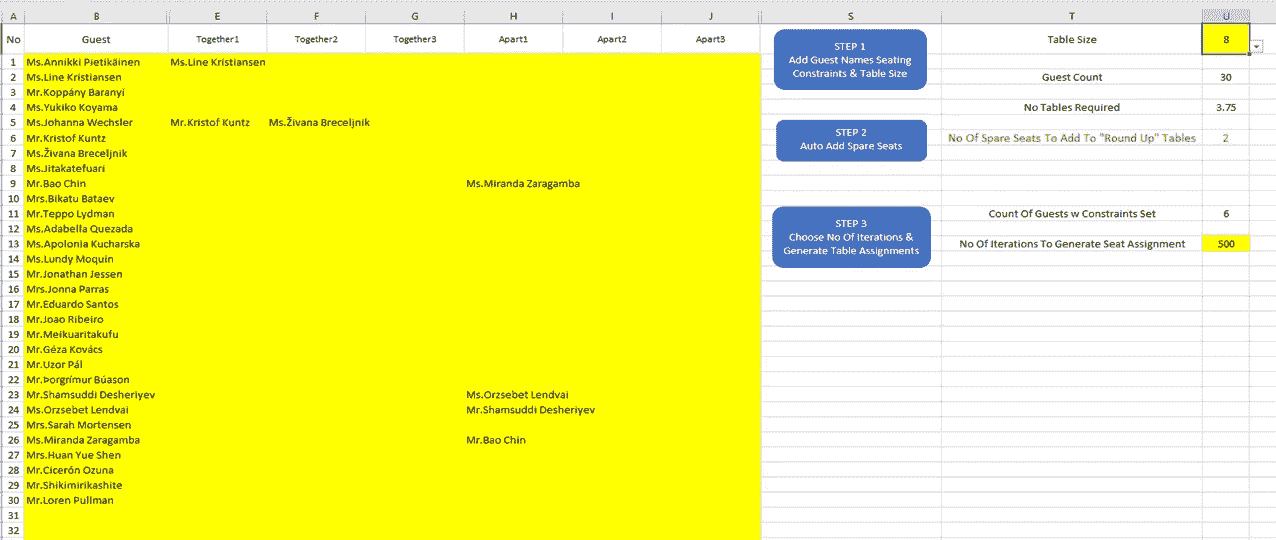 A B E F G H I J S T U
No Guest Together1 Together2 Together3 Apart1 Apart2 Apart3
STEP 1
Add Guest Names Seating
Constraints & Table Size
Table Size 8
1 Ms.Annikki Pietikäinen Ms.Line Kristiansen
2 Ms.Line Kristiansen
Guest Count 30
3 Mr.Koppány Baranyi
4 Ms.Yukiko Koyama
No Tables Required 3.75
5 Ms.Johanna Wechsler Mr.Kristof Kuntz Ms.Živana Breceljnik
STEP 2
Auto Add Spare Seats
6 Mr.Kristof Kuntz
No Of Spare Seats To Add To "Round Up" Tables 2
7 Ms.Živana Breceljnik
8 Ms.Jitakatefuari
9 Mr.Bao Chin Ms.Miranda Zaragamba
10 Mrs.Bikatu Bataev
11 Mr.Teppo Lydman
Count Of Guests w Constraints Set 6
STEP 3
Choose No Of Iterations &
Generate Table Assignments
12 Ms.Adabella Quezada
13 Ms.Apolonia Kucharska
No Of Iterations To Generate Seat Assignment 500
14 Ms.Lundy Moquin
15 Mr.Jonathan Jessen
16 Mrs.Jonna Parras
17 Mr.Eduardo Santos
18 Mr.Joao Ribeiro
19 Mr.Meikuaritakufu
20 Mr.Géza Kovács
21 Mr.Uzor Pál
22 Mr.Þorgrímur Búason
23 Mr.Shamsuddi Desheriyev Ms.Orzsebet Lendvai
24 Ms.Orzsebet Lendvai Mr.Shamsuddi Desheriyev
25 Mrs.Sarah Mortensen
26 Ms.Miranda Zaragamba Mr.Bao Chin
27 Mrs.Huan Yue Shen
28 Mr.Cicerón Ozuna
29 Mr.Shikimirikashite
30 Mr.Loren Pullman
31
32